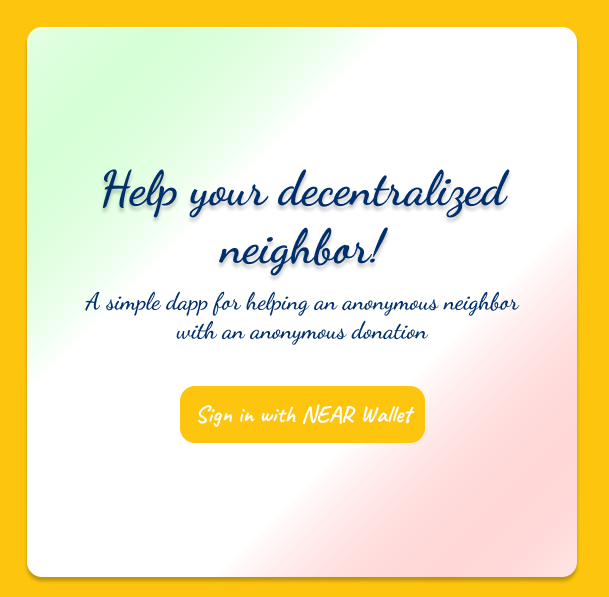 Help your decentralized
neighbor!
A simple dapp for helping an anonymous neighbor
with an anonymous donation
Sign in with NEAR Wallet